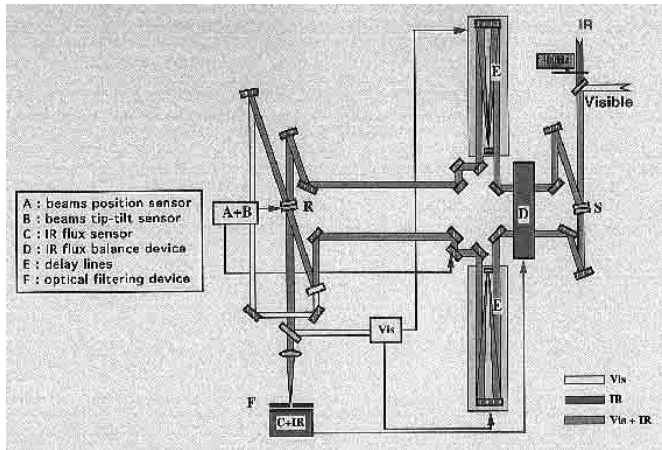 IR
Visible
E
A : beams position sensor
B : beams tip-tilt sensor
C : IR flux sensor
D : IR flux balance device
E : delay lines
F : optical filtering device
A+B
R
D
S
E
Vis
F
C+IR
Vis
IR
Vis + IR